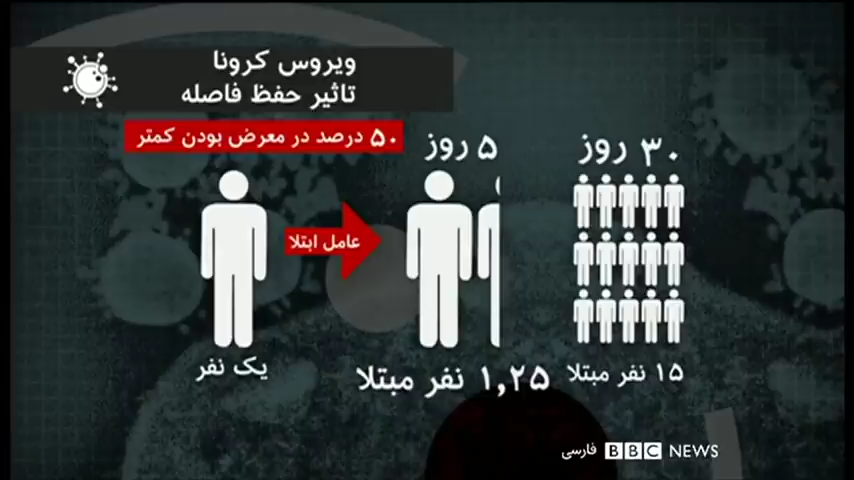 ویروس کرونا
تاثیر حفظ فاصله
۵۰ درصد در معرض بودن کمتر
۵ روز
۳۰ روز
عامل ابتلا
یک نفر
۱,۲۵ نفر مبتلا
۱۵ نفر مبتلا
BBC NEWS فارسی